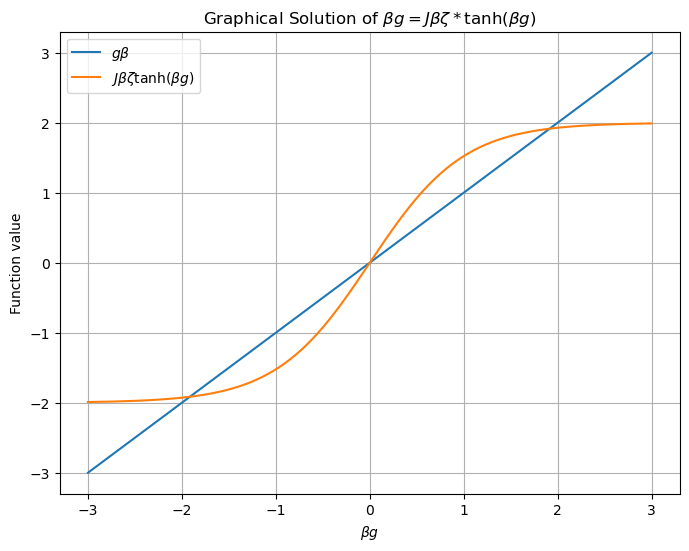 Graphical Solution of βg = Jβζ * tanh(βg)
gβ
Jβζtanh(βg)
Function value
3
2
1
0
−1
−2
−3
−3 −2 −1 0 1 2 3
βg